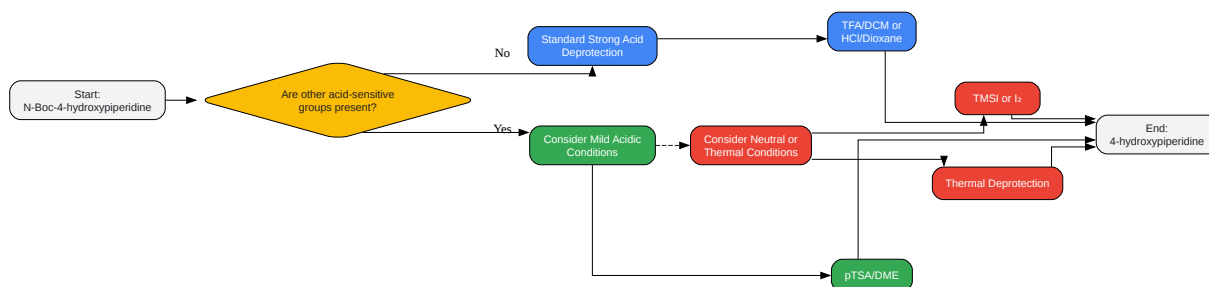 Start:
N-Boc-4-hydroxypiperidine
Are other acid-sensitive
groups present?
No
Yes
Standard Strong Acid
Deprotection
TFA/DCM or
HCl/Dioxane
Consider Mild Acidic
Conditions
Consider Neutral or
Thermal Conditions
TMSI or I₂
Thermal Deprotection
pTSA/DME
End:
4-hydroxypiperidine